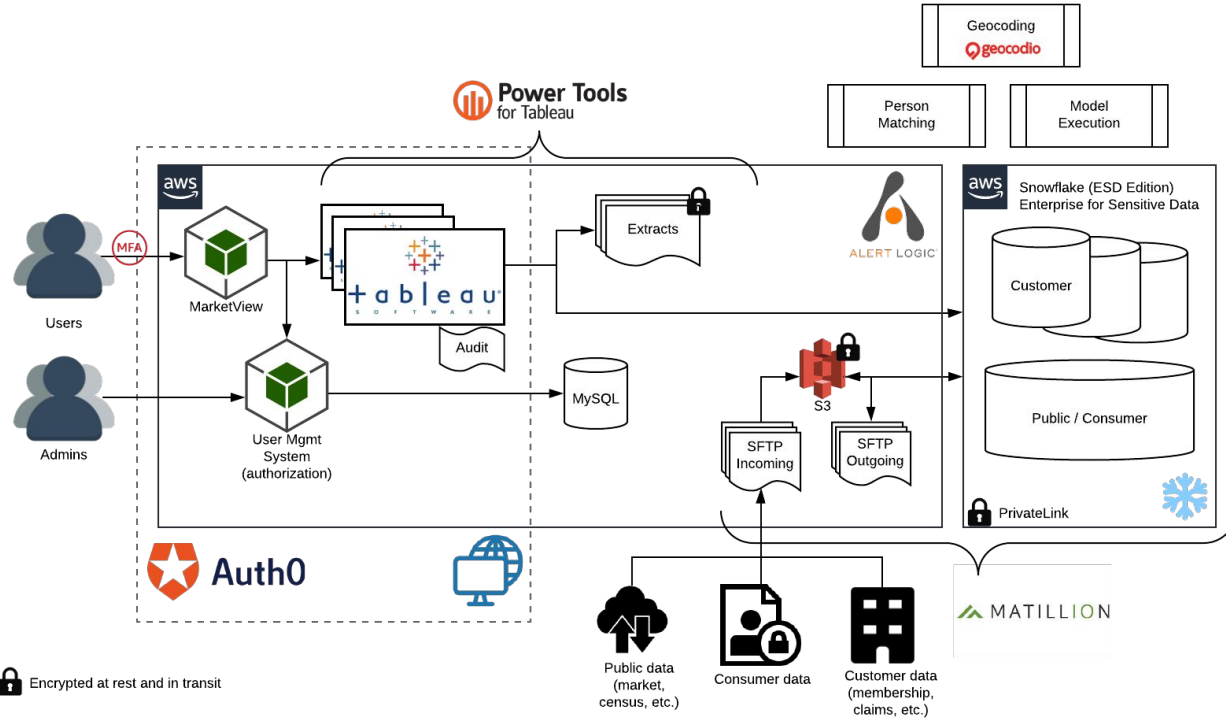 Geocoding
geocodio
Power Tools
for Tableau
Person
Matching
Model
Execution
aws
aws
Snowflake (ESD Edition)
Enterprise for Sensitive Data
MFA
Extracts
ALERT LOGIC
MarketView
tableau
SOFTWARE
Customer
Users
Audit
S3
MySQL
Public / Consumer
Admins
User Mgmt
System
(authorization)
SFTP
Incoming
SFTP
Outgoing
PrivateLink
Auth0
MATILLION
Public data
(market,
census, etc.)
Consumer data
Customer data
(membership,
claims, etc.)
Encrypted at rest and in transit